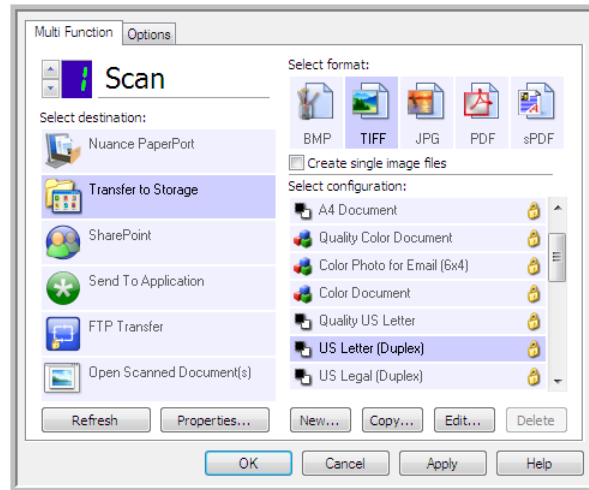 Multi Function
Options
1 Scan
Select destination:
Nuance PaperPort
Transfer to Storage
SharePoint
Send To Application
FTP Transfer
Open Scanned Document(s)
Refresh
Properties...
Select format:
BMP
TIFF
JPG
PDF
sPDF
Create single image files
Select configuration:
A4 Document
Quality Color Document
Color Photo for Email (6x4)
Color Document
Quality US Letter
US Letter (Duplex)
US Legal (Duplex)
New...
Copy...
Edit...
Delete
OK
Cancel
Apply
Help